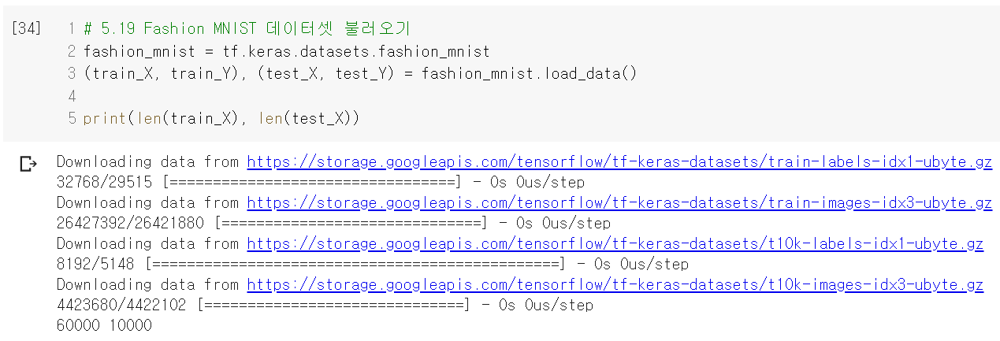 [34] 1 # 5.19 Fashion MNIST 데이터셋 불러오기
2 fashion_mnist = tf.keras.datasets.fashion_mnist
3 (train_X, train_Y), (test_X, test_Y) = fashion_mnist.load_data()
4
5 print(len(train_X), len(test_X))
Downloading data from https://storage.googleapis.com/tensorflow/tf-keras-datasets/train-labels-idx1-ubyte.gz
32768/29515 [=================================] - 0s 0us/step
Downloading data from https://storage.googleapis.com/tensorflow/tf-keras-datasets/train-images-idx3-ubyte.gz
26427392/26421880 [==============================] - 0s 0us/step
Downloading data from https://storage.googleapis.com/tensorflow/tf-keras-datasets/t10k-labels-idx1-ubyte.gz
8192/5148 [===============================================] - 0s 0us/step
Downloading data from https://storage.googleapis.com/tensorflow/tf-keras-datasets/t10k-images-idx3-ubyte.gz
4423680/4422102 [==============================] - 0s 0us/step
60000 10000